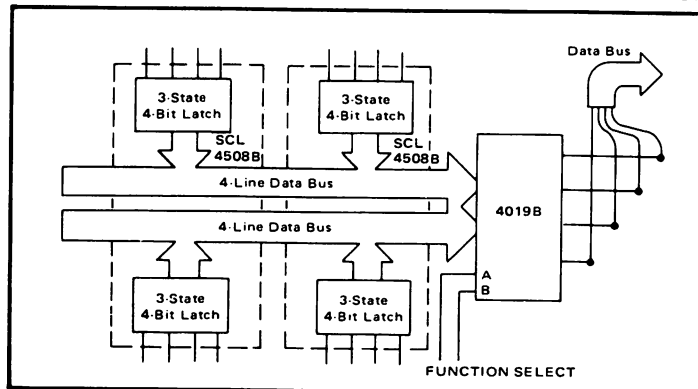 Data Bus
3-State
4-Bit Latch
3-State
4-Bit Latch
SCL
4508B
SCL
4508B
4-Line Data Bus
4019B
4-Line Data Bus
A
B
3-State
4-Bit Latch
3-State
4-Bit Latch
FUNCTION SELECT